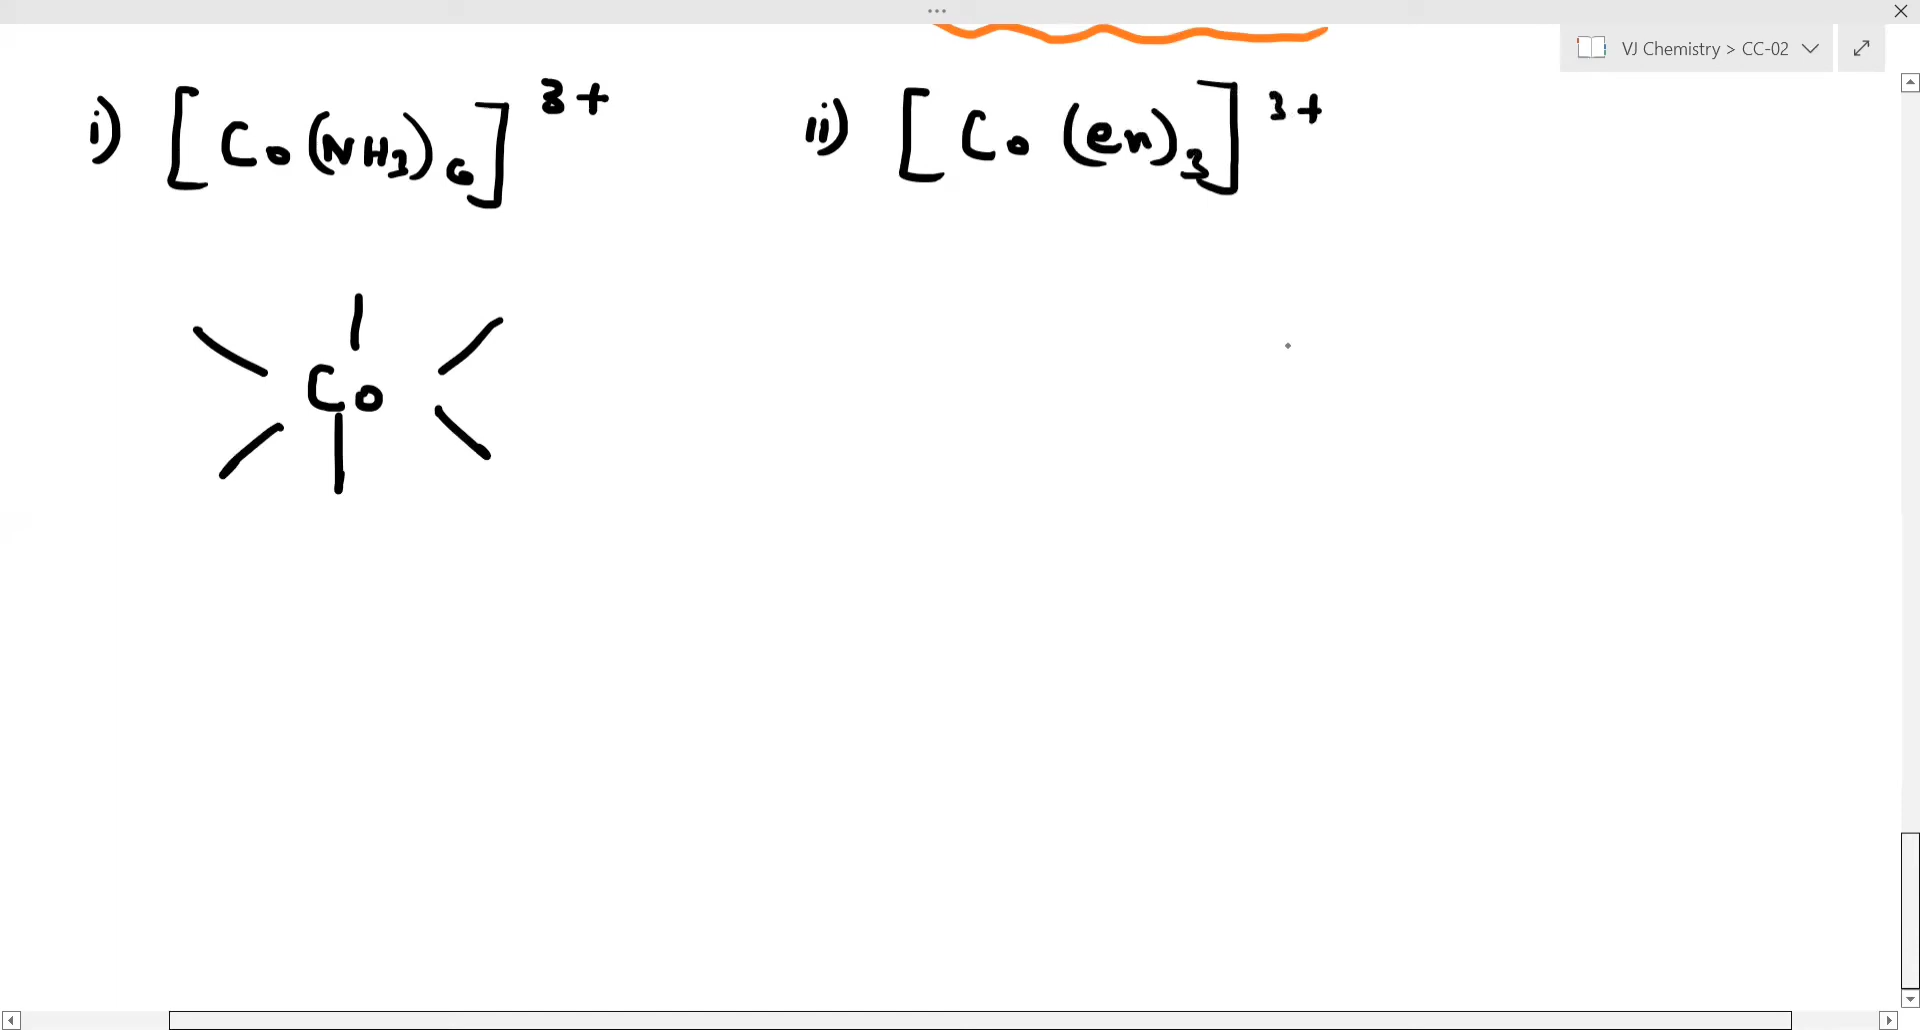 VJ Chemistry > CC-02
i) [Co(NH₃)₆]³⁺ ii) [Co(en)₃]³⁺
Co